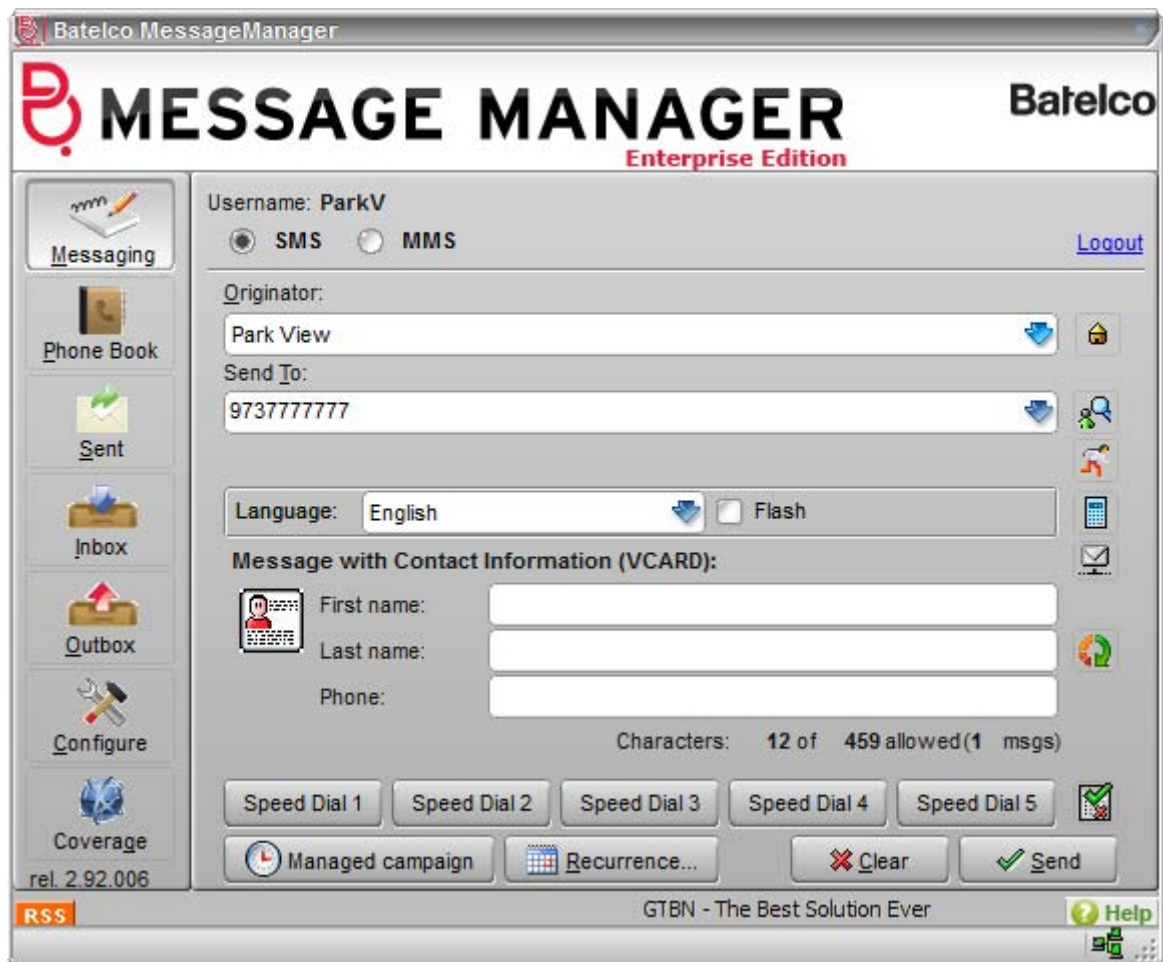 Batelco MessageManager
MESSAGE MANAGER
Batelco
Enterprise Edition
Messaging
Phone Book
Sent
Inbox
Outbox
Configure
Coverage
rel. 2.92.006
Username: ParkV
SMS MMS
Logout
Originator:
Park View
Send To:
9737777777
Language: English Flash
Message with Contact Information (VCARD):
First name:
Last name:
Phone:
Characters: 12 of 459 allowed(1 msgs)
Speed Dial 1 Speed Dial 2 Speed Dial 3 Speed Dial 4 Speed Dial 5
Managed campaign Recurrence... Clear Send
RSS GTBN - The Best Solution Ever Help